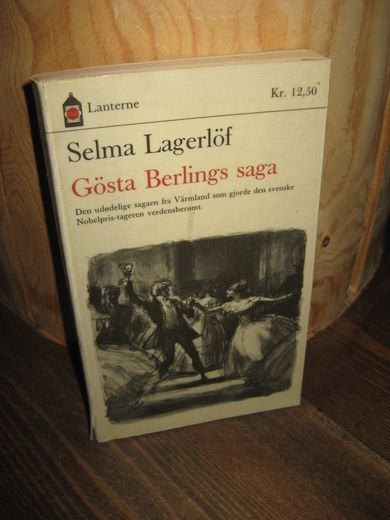 Lanterne
Kr. 12,50
Selma Lagerlöf
Gösta Berlings saga
Den udødelige sagaen fra Värmland som gjorde den svenske
Nobelpris-tageren verdensberømt.